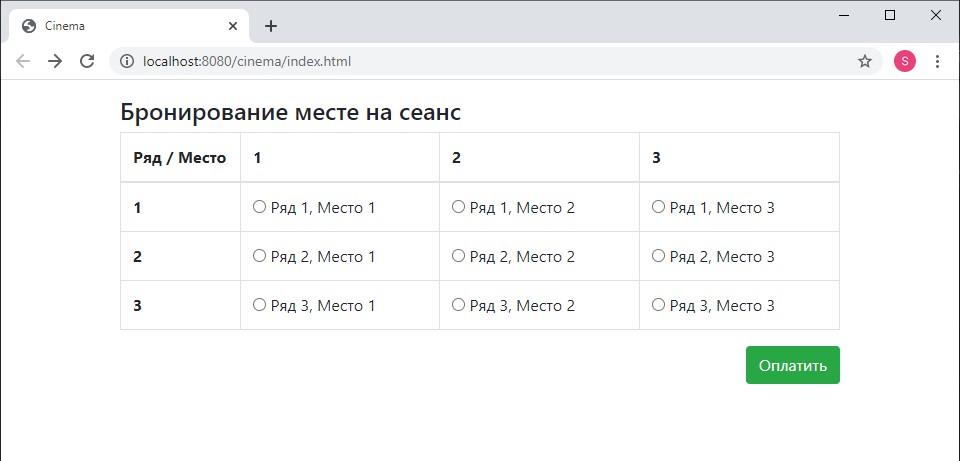 Cinema
localhost:8080/cinema/index.html
S
Бронирование месте на сеанс
Ряд / Место 1 2 3
1 Ряд 1, Место 1 Ряд 1, Место 2 Ряд 1, Место 3
2 Ряд 2, Место 1 Ряд 2, Место 2 Ряд 2, Место 3
3 Ряд 3, Место 1 Ряд 3, Место 2 Ряд 3, Место 3
Оплатить